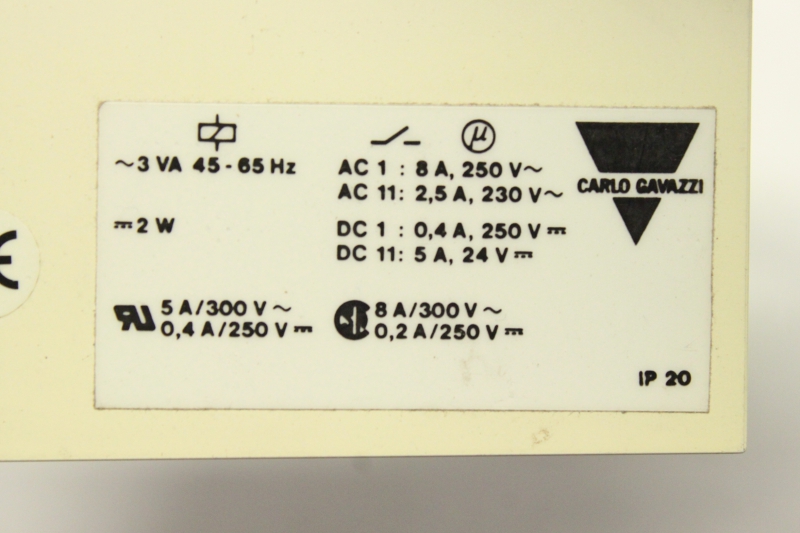 ~3 VA 45-65 Hz
⎓2 W
µ
AC 1 : 8 A, 250 V~
AC 11: 2,5 A, 230 V~
DC 1 : 0,4 A, 250 V⎓
DC 11: 5 A, 24 V⎓
CARLO GAVAZZI
5 A/300 V~
0,4 A/250 V⎓
8 A/300 V~
0,2 A/250 V⎓
IP 20